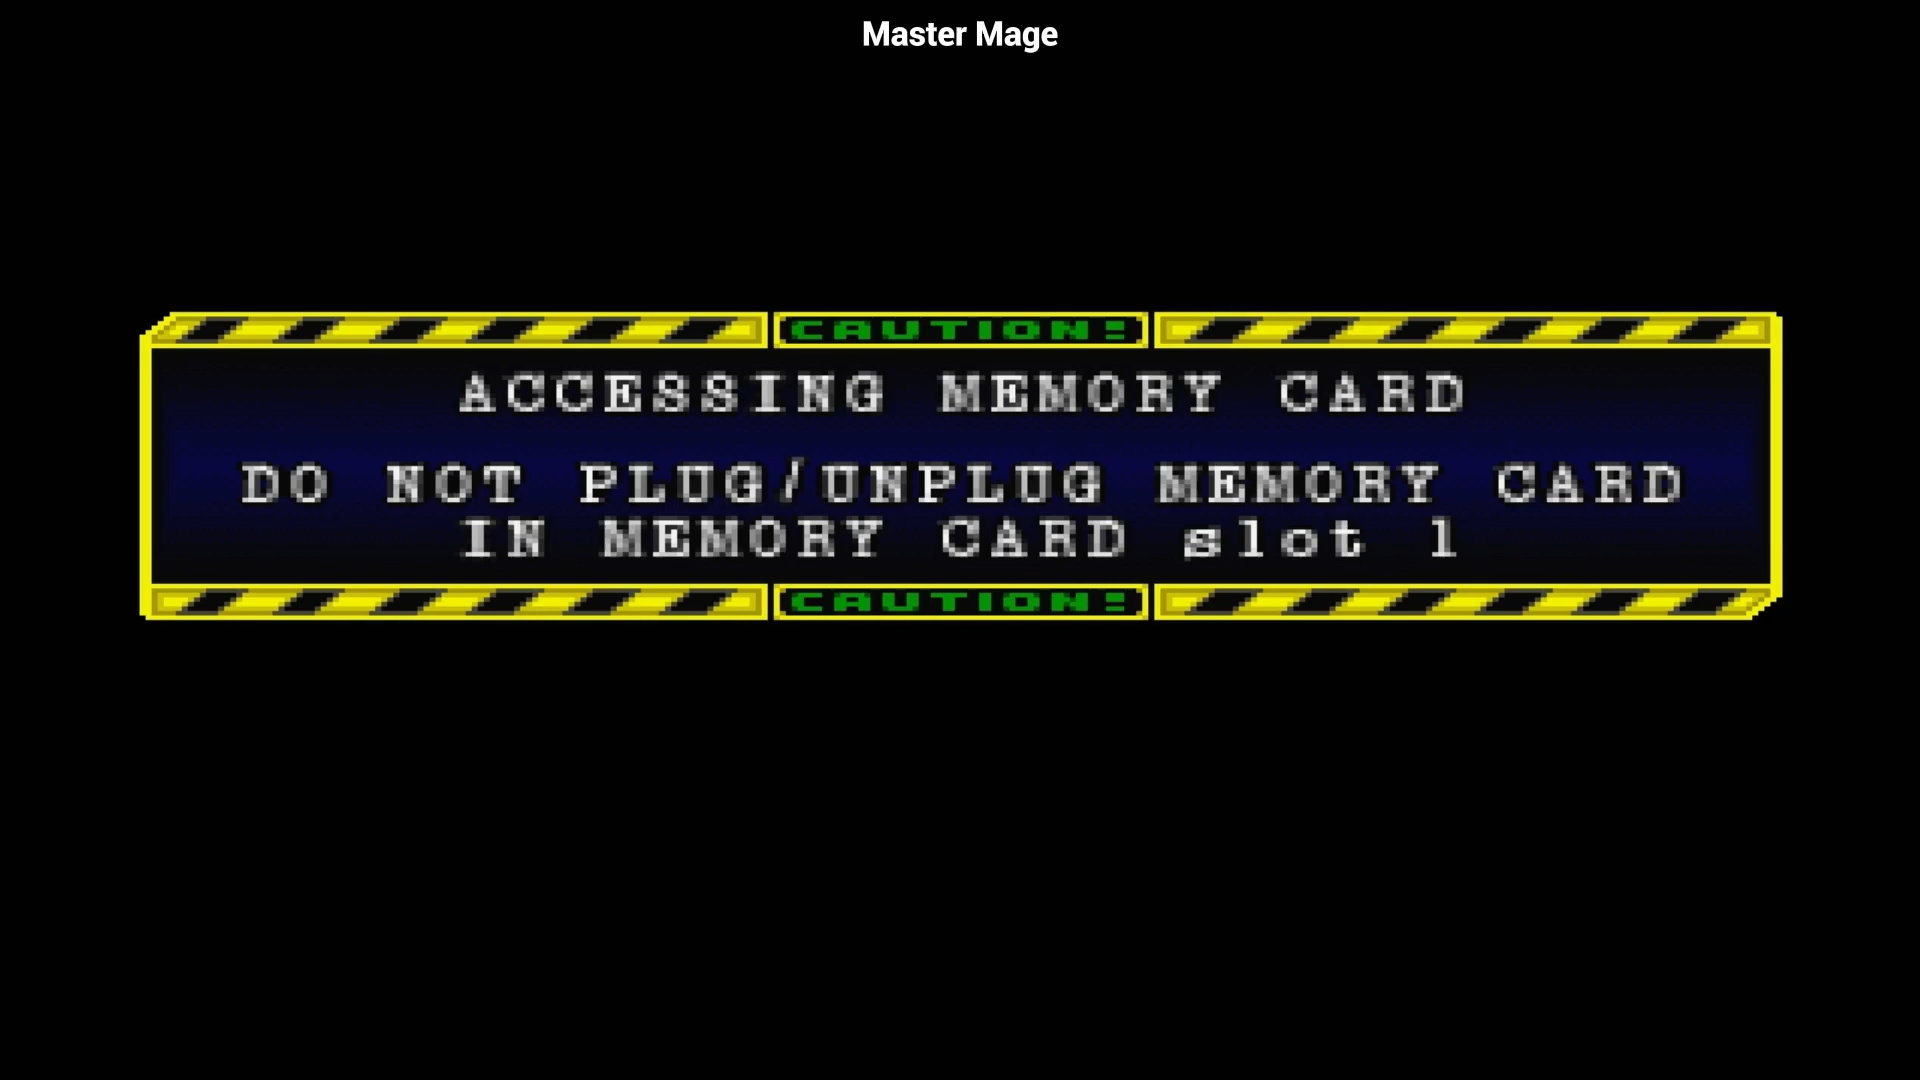 Master Mage
CAUTION!
ACCESSING MEMORY CARD
DO NOT PLUG/UNPLUG MEMORY CARD
IN MEMORY CARD slot 1
CAUTION!